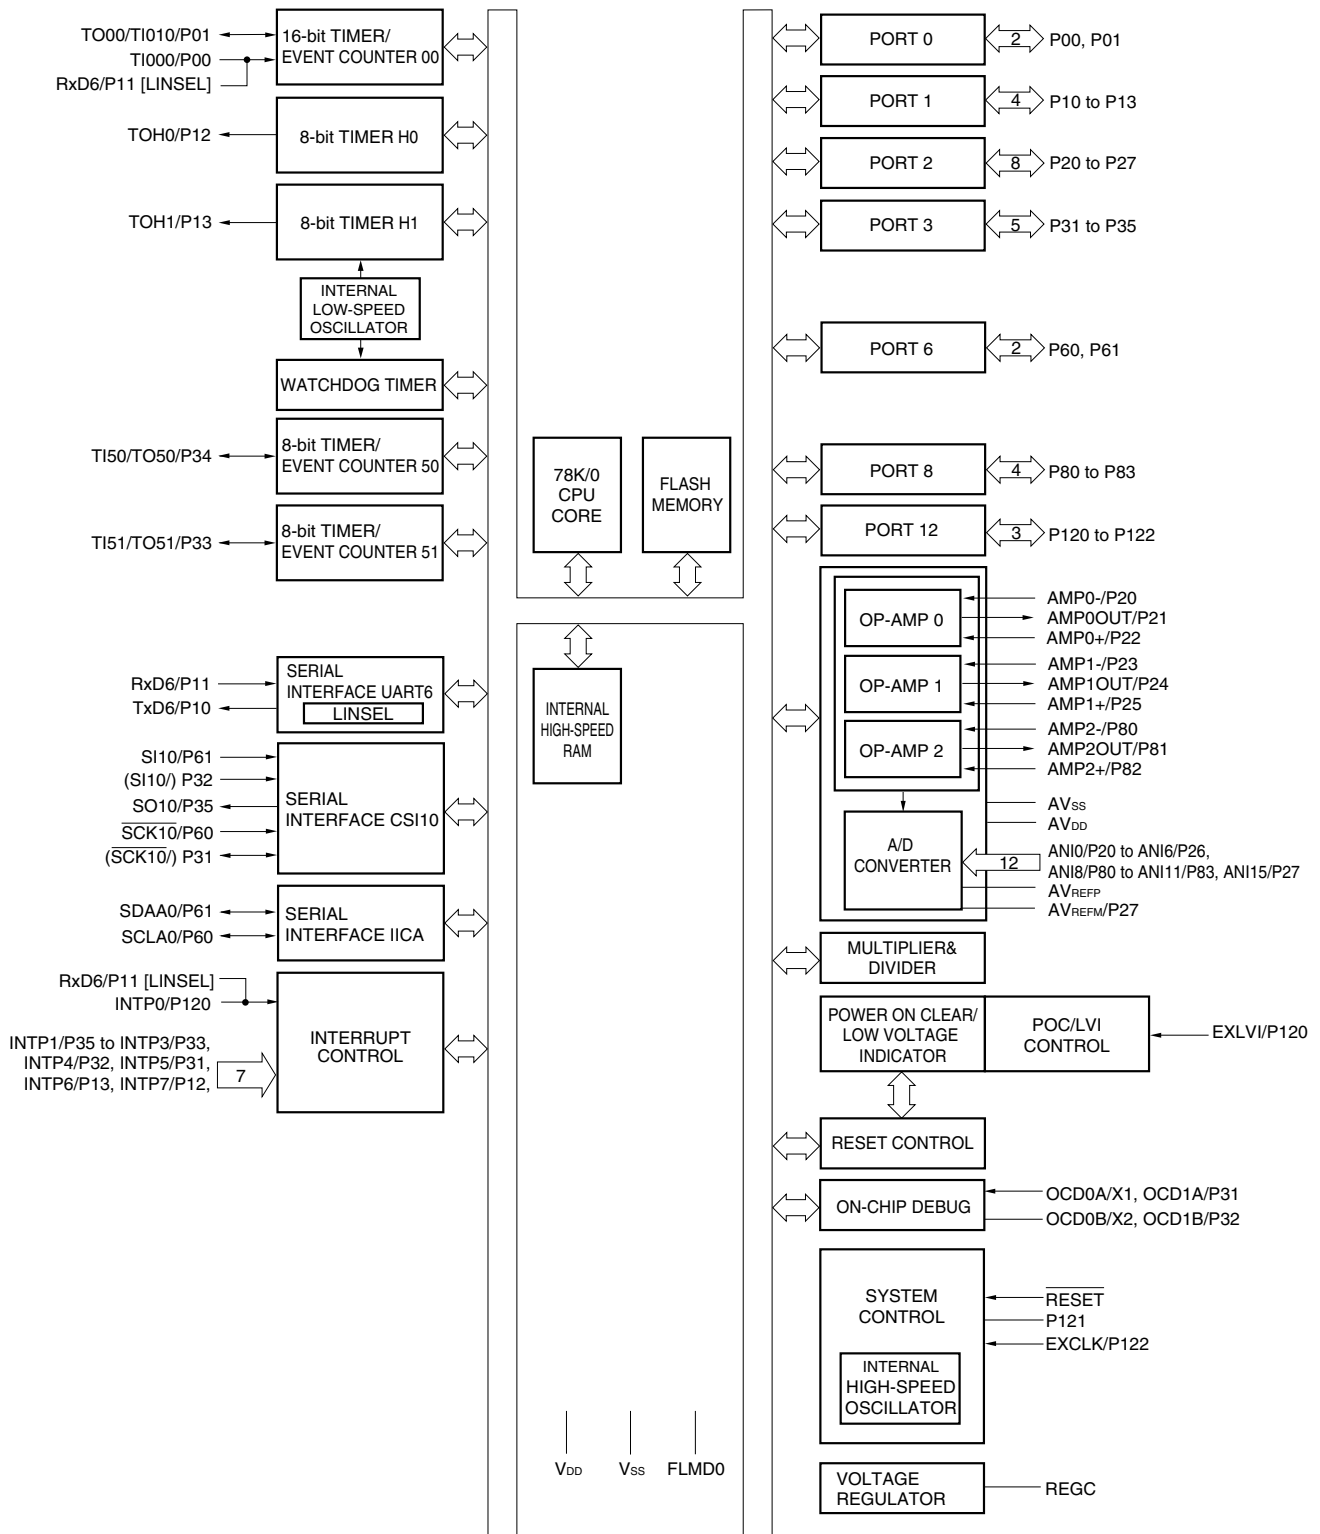 TO00/TI010/P01
TI000/P00
RxD6/P11 [LINSEL]
16-bit TIMER/
EVENT COUNTER 00
TOH0/P12
8-bit TIMER H0
TOH1/P13
8-bit TIMER H1
INTERNAL
LOW-SPEED
OSCILLATOR
WATCHDOG TIMER
TI50/TO50/P34
8-bit TIMER/
EVENT COUNTER 50
TI51/TO51/P33
8-bit TIMER/
EVENT COUNTER 51
RxD6/P11
TxD6/P10
SERIAL
INTERFACE UART6
LINSEL
SI10/P61
(SI10/) P32
SO10/P35
SCK10/P60
(SCK10/) P31
SERIAL
INTERFACE CSI10
SDAA0/P61
SCLA0/P60
SERIAL
INTERFACE IICA
RxD6/P11 [LINSEL]
INTP0/P120
INTP1/P35 to INTP3/P33,
INTP4/P32, INTP5/P31,
INTP6/P13, INTP7/P12,
7
INTERRUPT
CONTROL
78K/0
CPU
CORE
FLASH
MEMORY
INTERNAL
HIGH-SPEED
RAM
VDD
VSS
FLMD0
PORT 0
2
P00, P01
PORT 1
4
P10 to P13
PORT 2
8
P20 to P27
PORT 3
5
P31 to P35
PORT 6
2
P60, P61
PORT 8
4
P80 to P83
PORT 12
3
P120 to P122
OP-AMP 0
AMP0-/P20
AMP0OUT/P21
AMP0+/P22
OP-AMP 1
AMP1-/P23
AMP1OUT/P24
AMP1+/P25
OP-AMP 2
AMP2-/P80
AMP2OUT/P81
AMP2+/P82
AVSS
AVDD
A/D
CONVERTER
12
ANI0/P20 to ANI6/P26,
ANI8/P80 to ANI11/P83, ANI15/P27
AVREFP
AVREFM/P27
MULTIPLIER&
DIVIDER
POWER ON CLEAR/
LOW VOLTAGE
INDICATOR
POC/LVI
CONTROL
EXLVI/P120
RESET CONTROL
ON-CHIP DEBUG
OCD0A/X1, OCD1A/P31
OCD0B/X2, OCD1B/P32
SYSTEM
CONTROL
RESET
P121
EXCLK/P122
INTERNAL
HIGH-SPEED
OSCILLATOR
VOLTAGE
REGULATOR
REGC